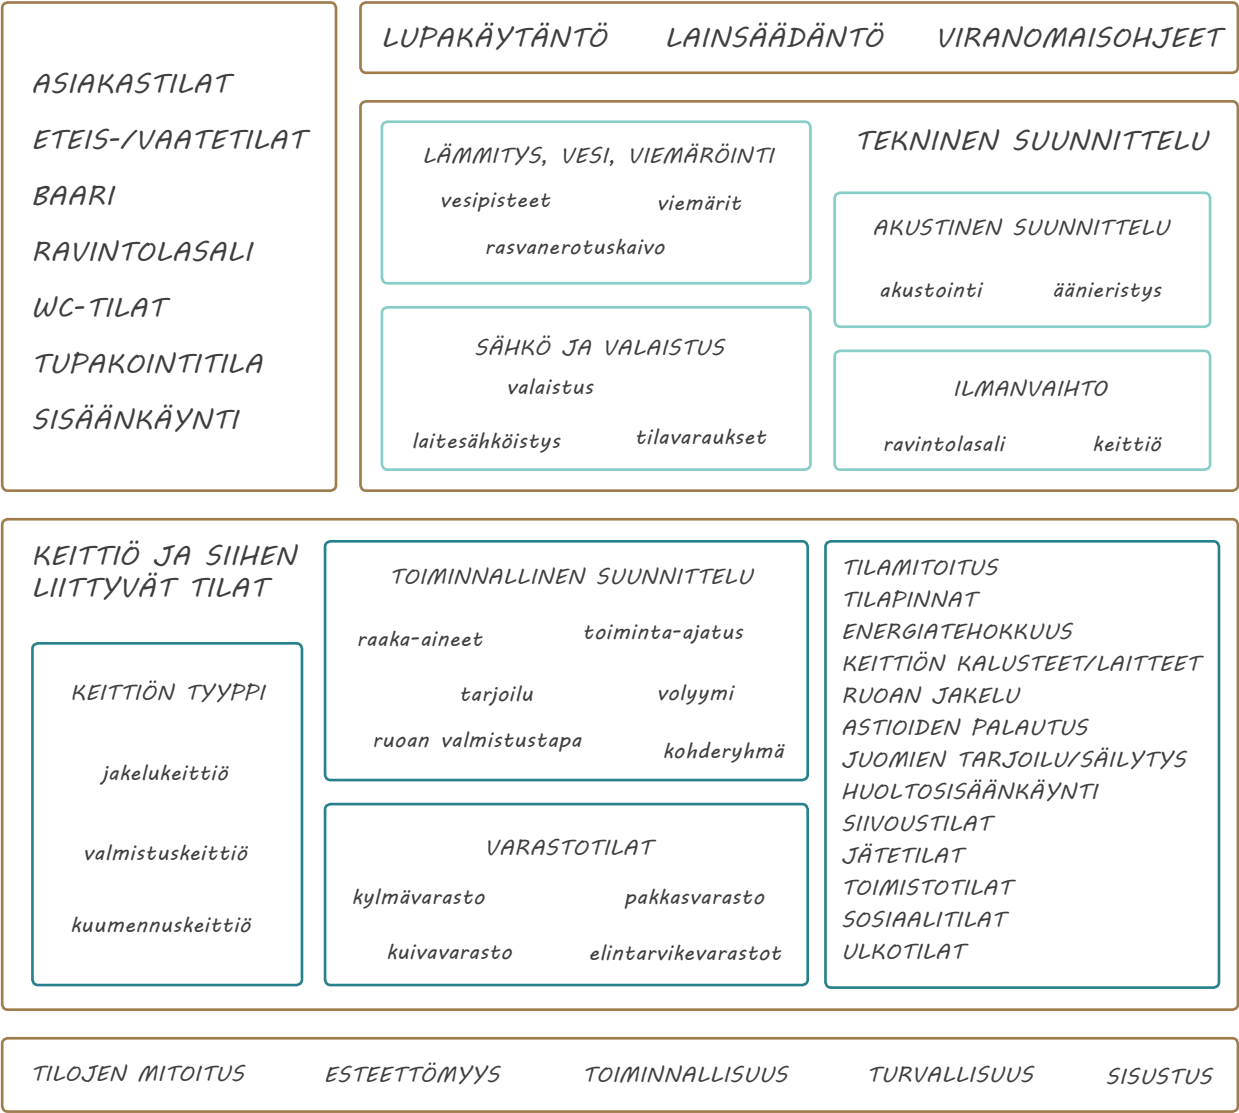 ASIAKASTILAT
ETEIS-/VAATETILAT
BAARI
RAVINTOLASALI
WC-TILAT
TUPAKOINTITILA
SISÄÄNKÄYNTI
LUPAKÄYTÄNTÖ LAINSÄÄDÄNTÖ VIRANOMAISOHJEET
LÄMMITYS, VESI, VIEMÄRÖINTI
vesipisteet viemärit
rasvanerotuskaivo
SÄHKÖ JA VALAISTUS
valaistus
laitesähköistys tilavaraukset
TEKNINEN SUUNNITTELU
AKUSTINEN SUUNNITTELU
akustointi äänieristys
ILMANVAIHTO
ravintolasali keittiö
KEITTIÖ JA SIIHEN
LIITTYVÄT TILAT
KEITTIÖN TYYPPI
jakelukeittiö
valmistuskeittiö
kuumennuskeittiö
TOIMINNALLINEN SUUNNITTELU
raaka-aineet toiminta-ajatus
tarjoilu volyymi
ruoan valmistustapa kohderyhmä
VARASTOTILAT
kylmävarasto pakkasvarasto
kuivavarasto elintarvikevarastot
TILAMITOITUS
TILAPINNAT
ENERGIATEHOKKUUS
KEITTIÖN KALUSTEET/LAITTEET
RUOAN JAKELU
ASTIOIDEN PALAUTUS
JUOMIEN TARJOILU/SÄILYTYS
HUOLTOSISÄÄNKÄYNTI
SIIVOUSTILAT
JÄTETILAT
TOIMISTOTILAT
SOSIAALITILAT
ULKOTILAT
TILOJEN MITOITUS ESTEETTÖMYYS TOIMINNALLISUUS TURVALLISUUS SISUSTUS